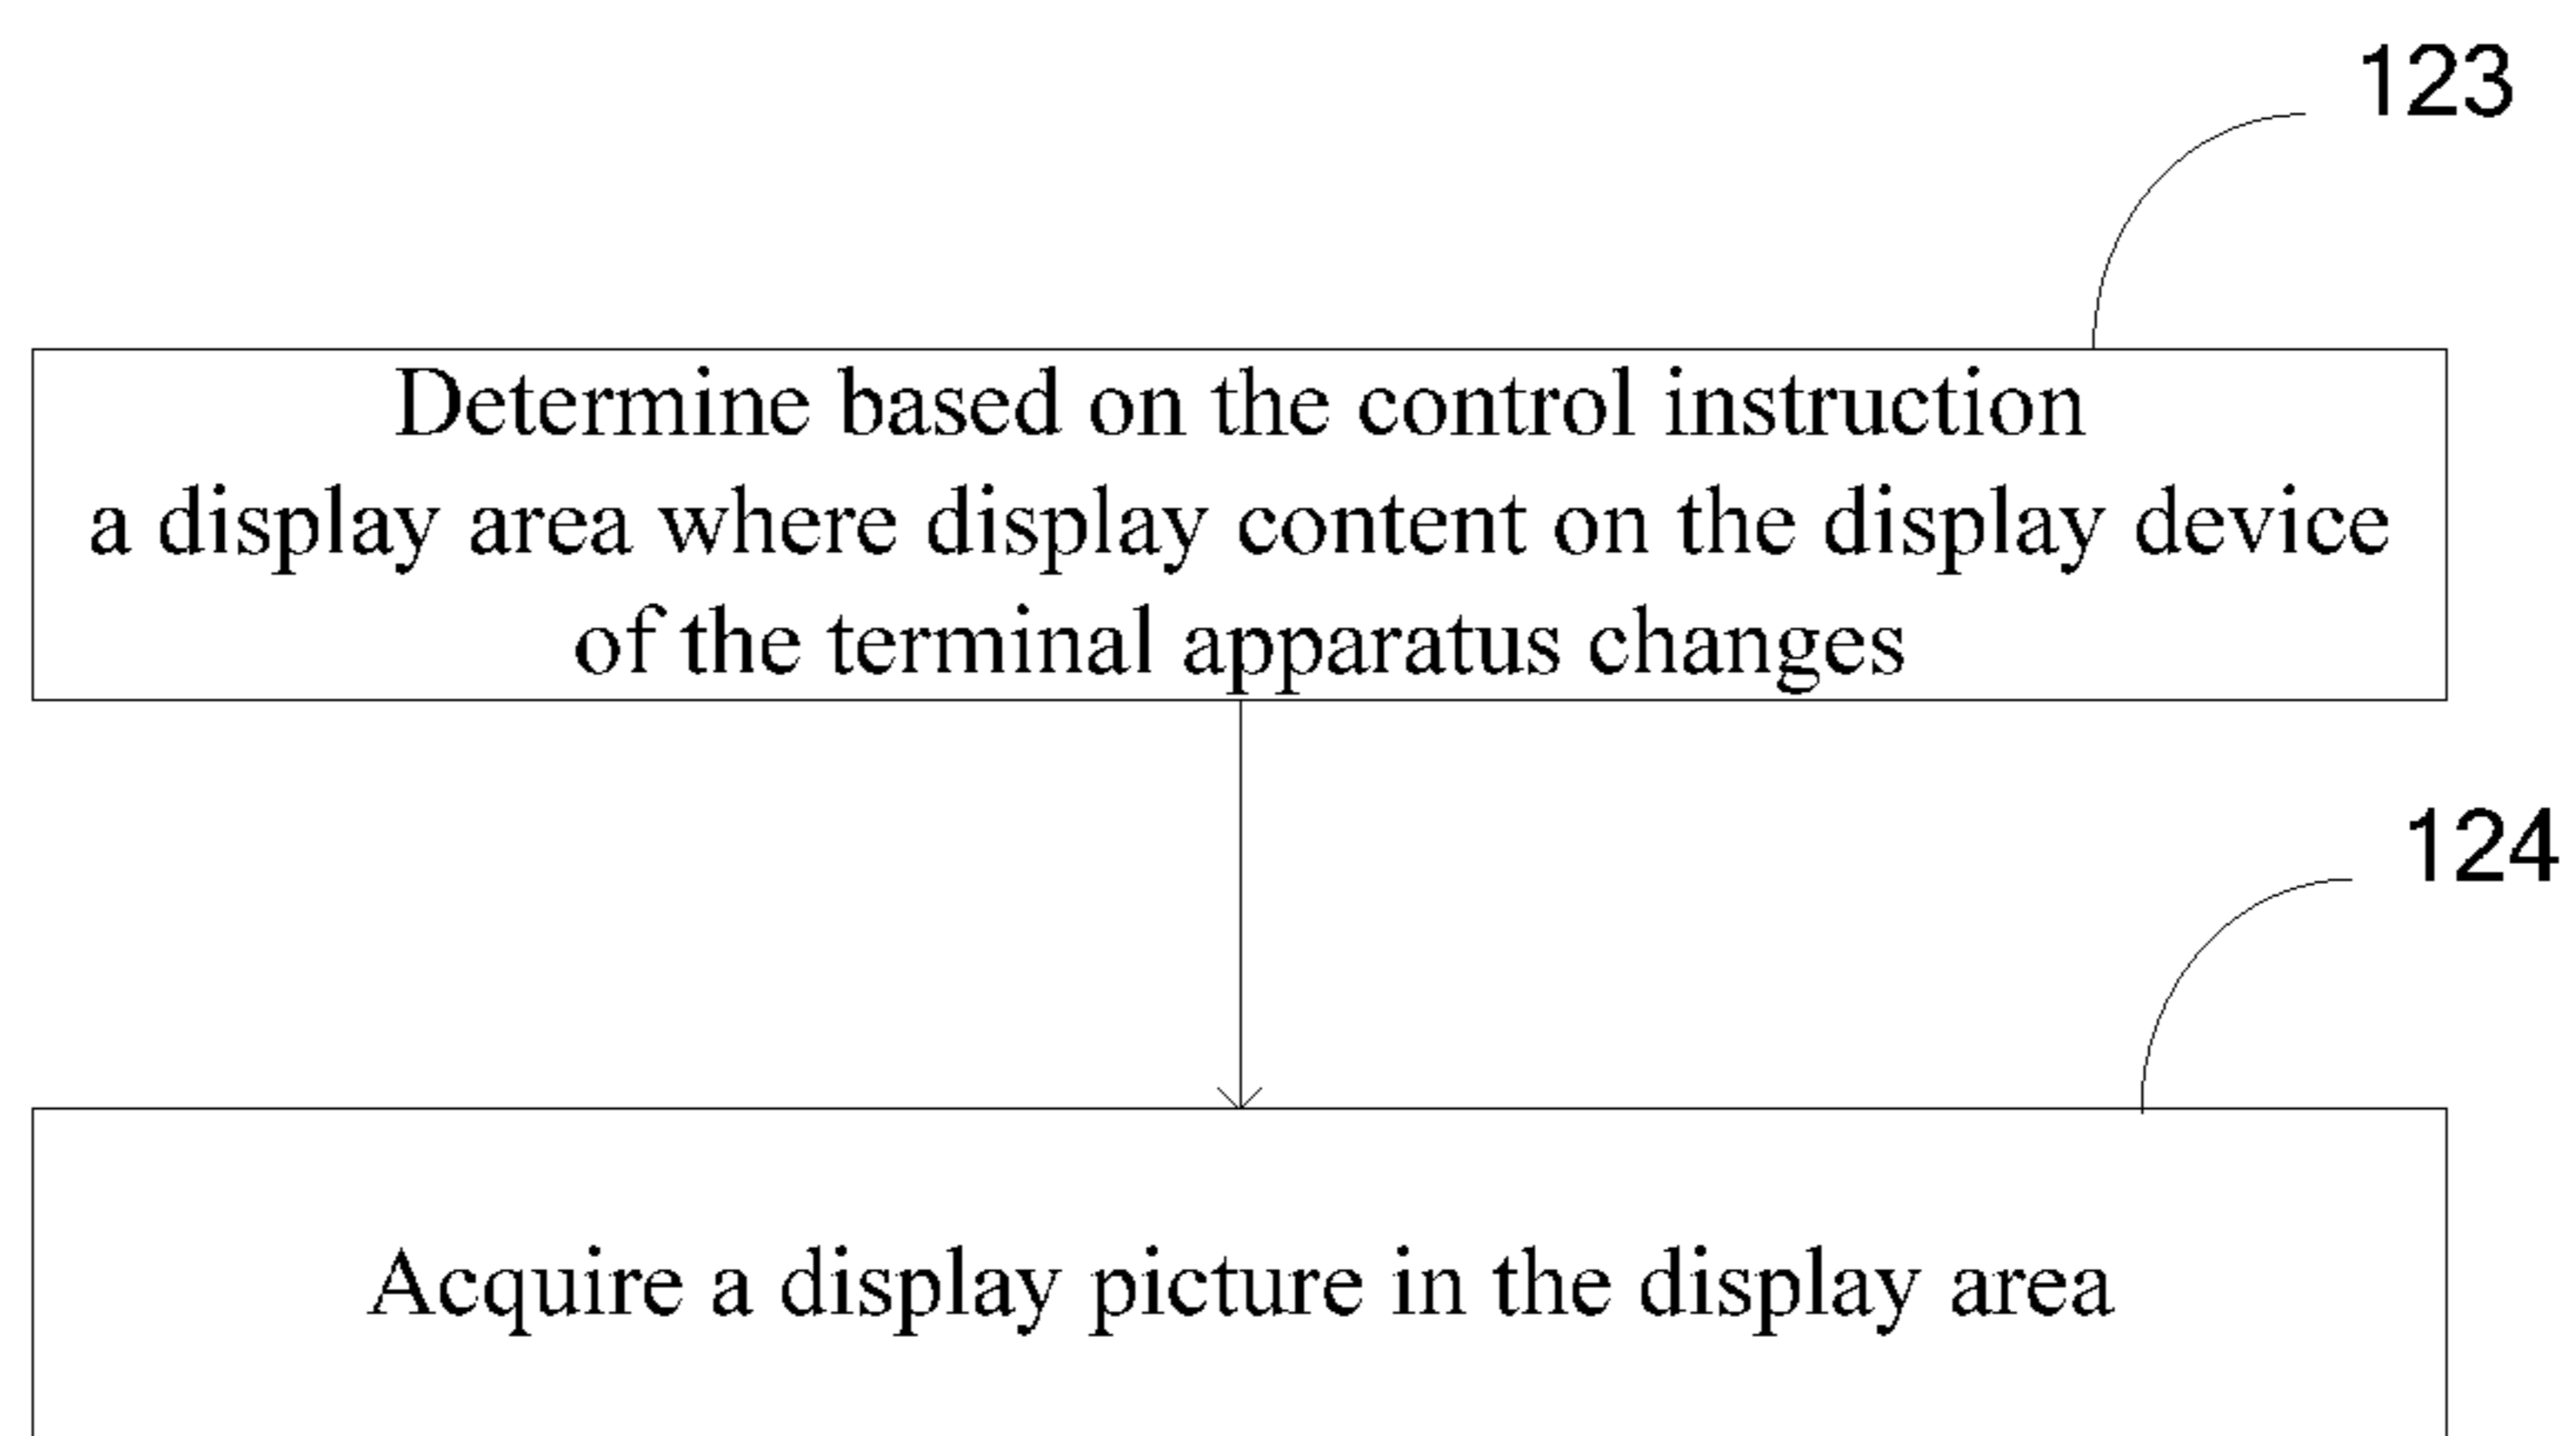 123
Determine based on the control instruction
a display area where display content on the display device
of the terminal apparatus changes
124
Acquire a display picture in the display area